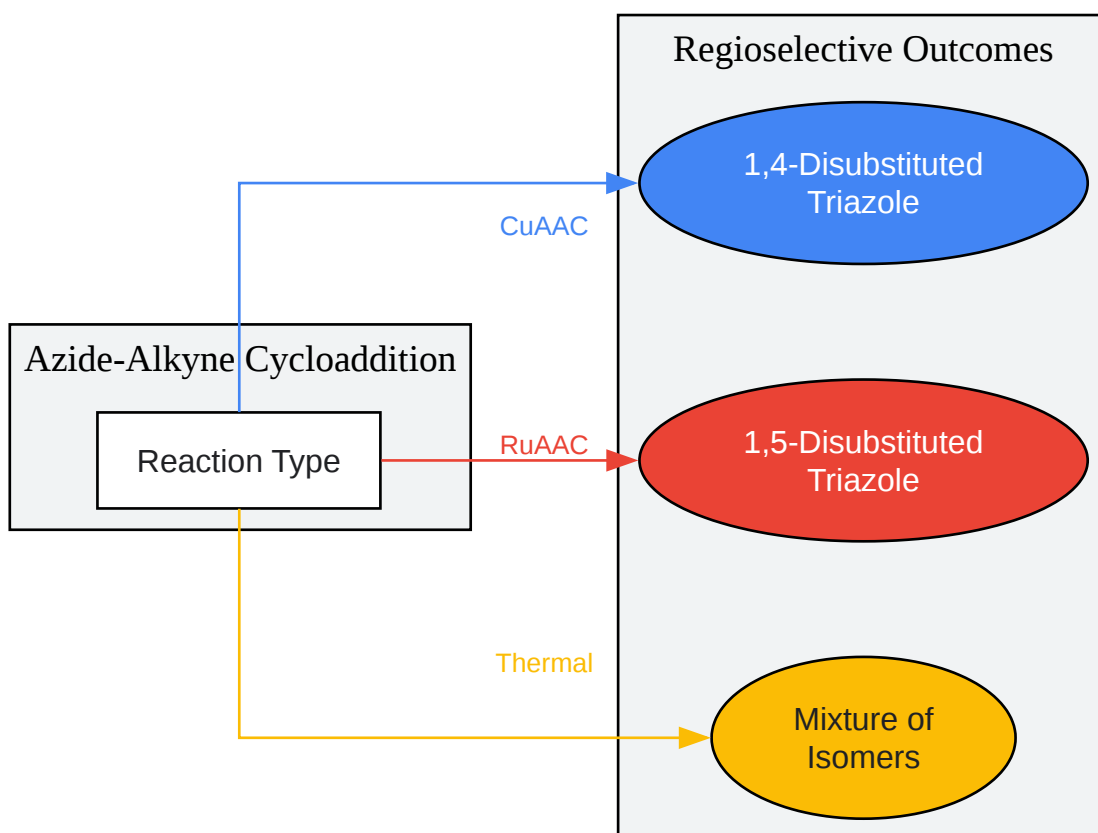 Regioselective Outcomes
1,4-Disubstituted
Triazole
CuAAC
Azide-Alkyne Cycloaddition
Reaction Type
RuAAC
1,5-Disubstituted
Triazole
Thermal
Mixture of
Isomers